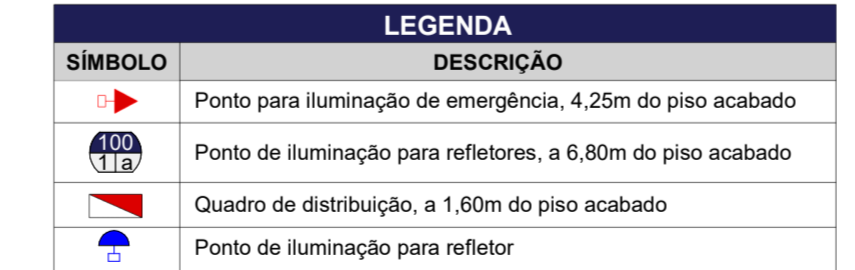 LEGENDA
SÍMBOLO DESCRIÇÃO
Ponto para iluminação de emergência, 4,25m do piso acabado
100
1 a
Ponto de iluminação para refletores, a 6,80m do piso acabado
Quadro de distribuição, a 1,60m do piso acabado
Ponto de iluminação para refletor